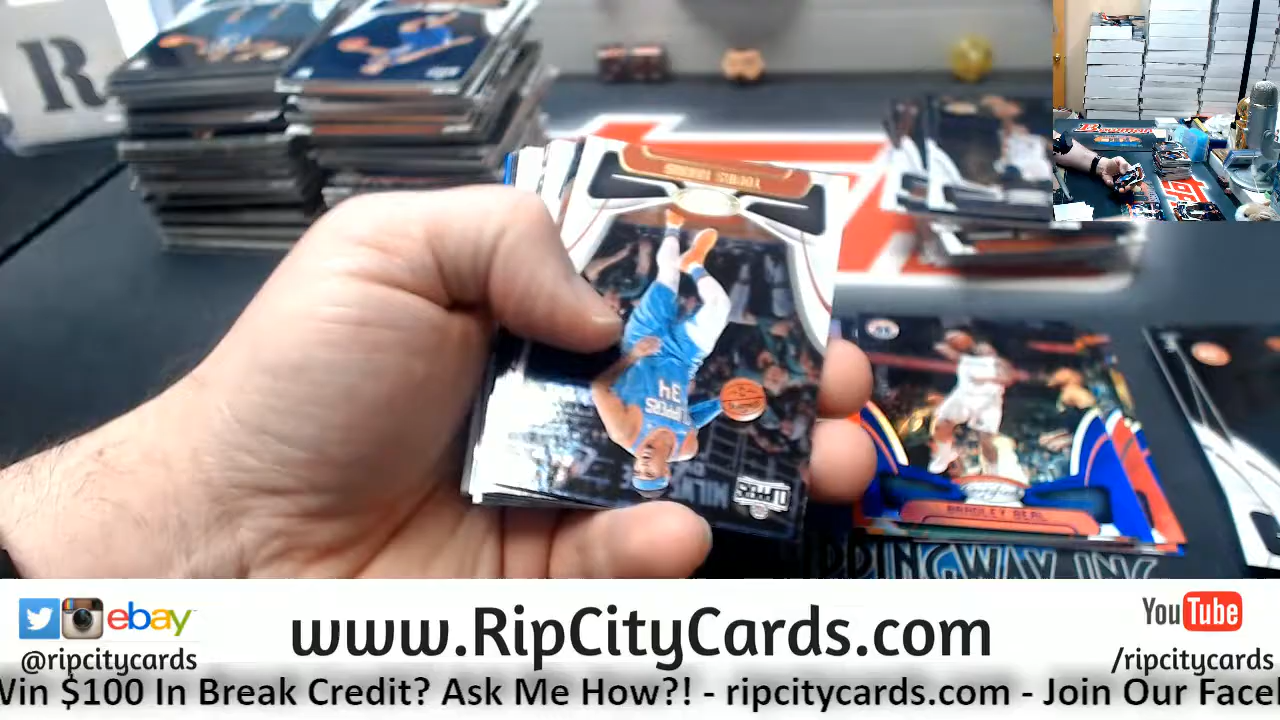 R
TOBIAS HARRIS
CLIPPERS
34
BRADLEY BEAL
ebay
@ripcitycards
www.RipCityCards.com
YouTube
/ripcitycards
Win $100 In Break Credit? Ask Me How?! - ripcitycards.com - Join Our Faceb